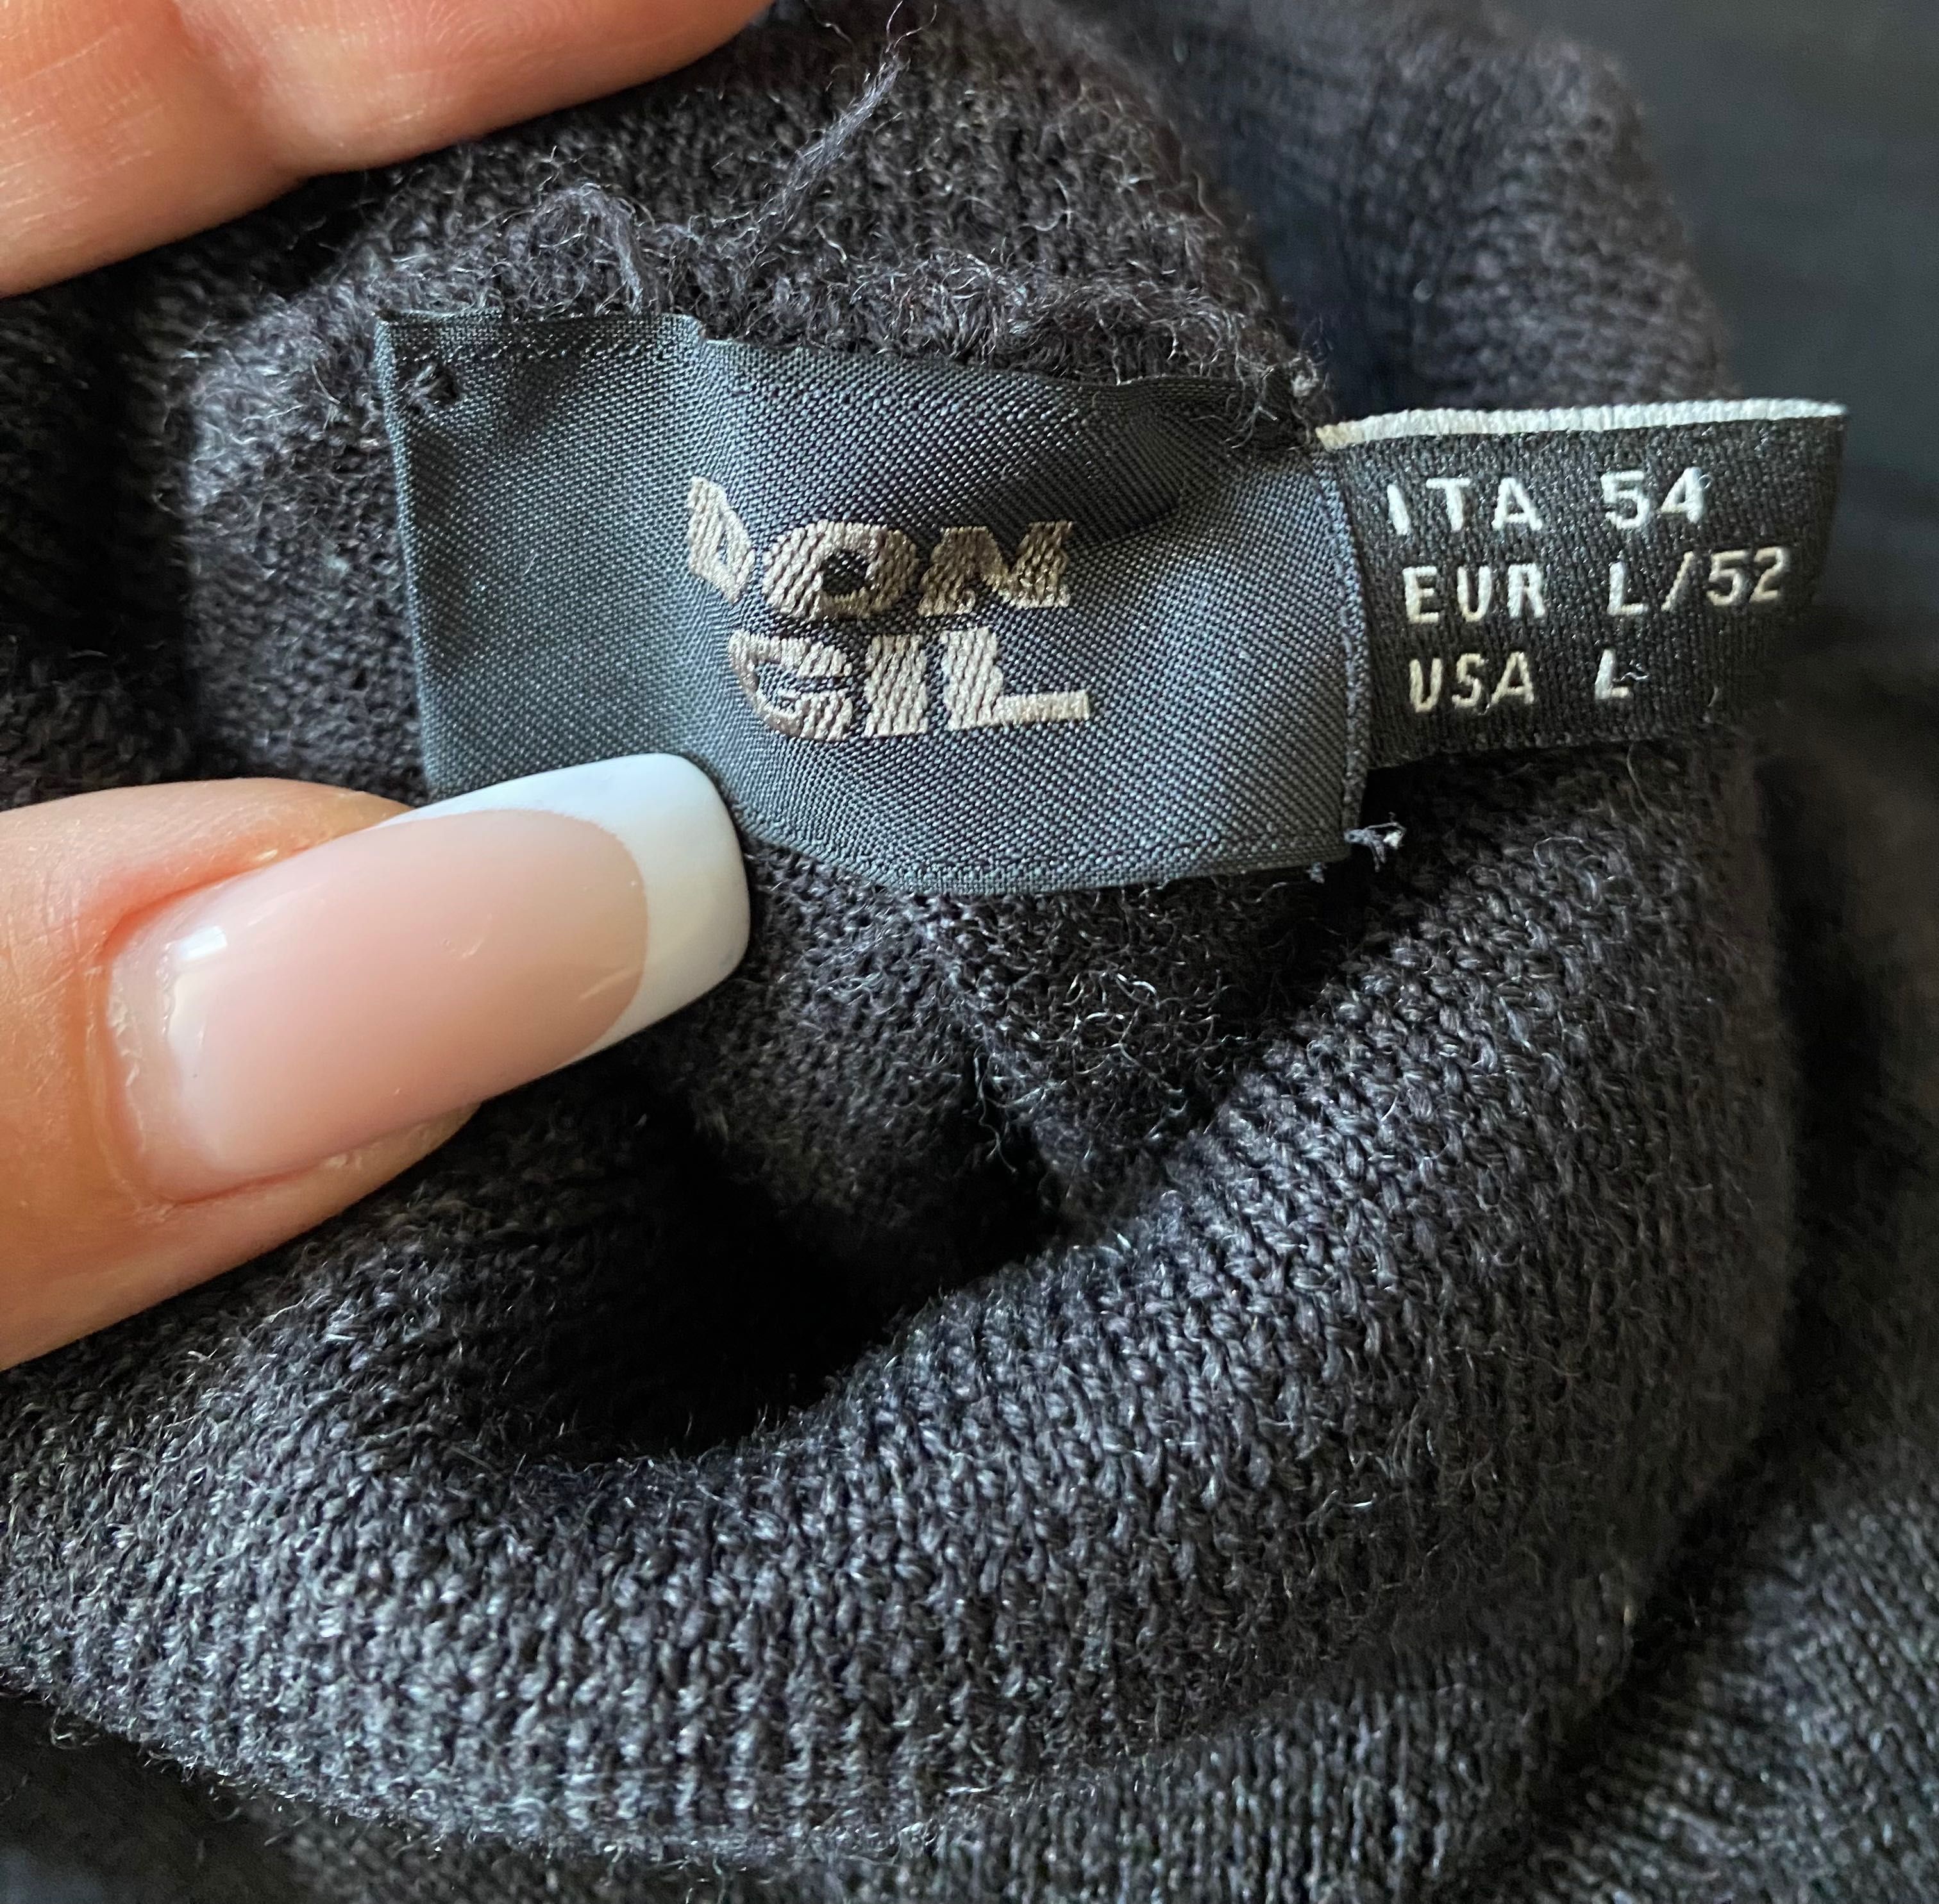 DON
GIL
ITA 54
EUR L/52
USA L